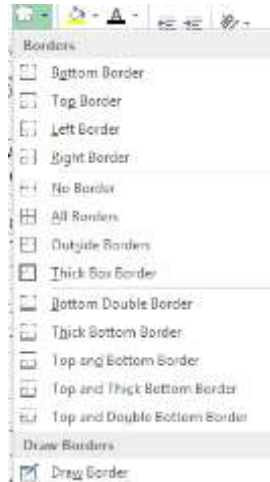 Borders
Bottom Border
Top Border
Left Border
Right Border
No Border
All Borders
Outside Borders
Thick Box Border
Bottom Double Border
Thick Bottom Border
Top and Bottom Border
Top and Thick Bottom Border
Top and Double Bottom Border
Draw Borders
Draw Border